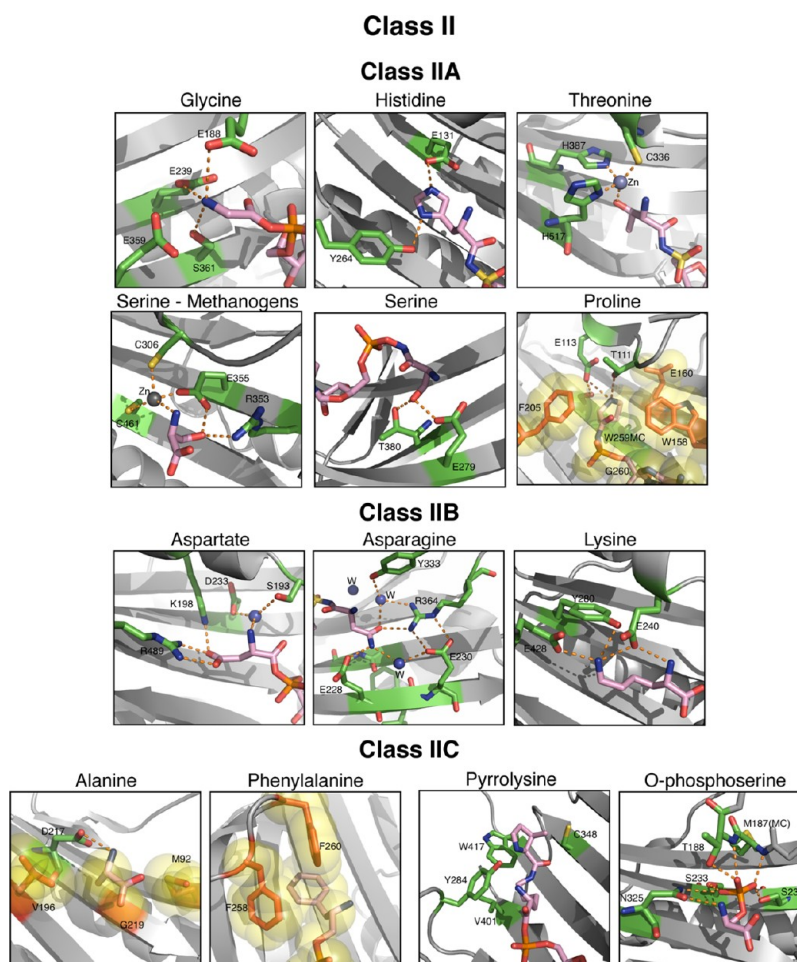 Class II
Class IIA
Glycine
Histidine
Threonine
E188
E239
E359
S361
E131
Y264
H387
C336
Zn
H517
Serine - Methanogens
Serine
Proline
C306
E355
Zn
R353
C461
T380
E279
E113
T111
E160
F205
W259MC
W158
G260
Class IIB
Aspartate
Asparagine
Lysine
D233
S193
K198
R489
Y333
W
W
R364
E230
E228
W
Y280
E240
E428
Class IIC
Alanine
Phenylalanine
Pyrrolysine
O-phosphoserine
D217
M92
V196
G219
F260
F258
C348
W417
Y284
V401
M187(MC)
T188
S233
S23
N325